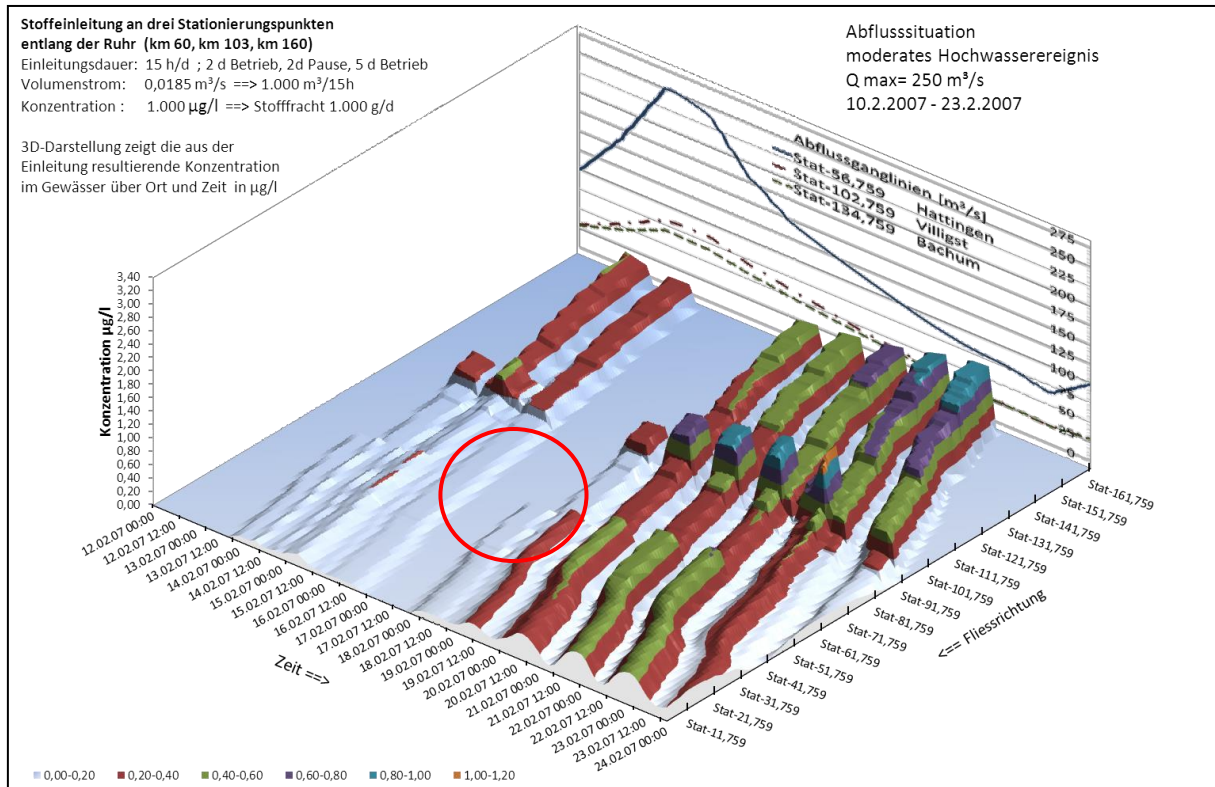 Stoffeinleitung an drei Stationierungspunkten
entlang der Ruhr (km 60, km 103, km 160)
Einleitungsdauer: 15 h/d ; 2 d Betrieb, 2d Pause, 5 d Betrieb
Volumenstrom: 0,0185 m³/s ==> 1.000 m³/15h
Konzentration : 1.000 µg/l ==> Stofffracht 1.000 g/d
3D-Darstellung zeigt die aus der
Einleitung resultierende Konzentration
im Gewässer über Ort und Zeit in µg/l
Abflusssituation
moderates Hochwasserereignis
Q max= 250 m³/s
10.2.2007 - 23.2.2007
Abflussganglinien [m³/s]
Stat-56,759 Hattingen
Stat-102,759 Villigst
Stat-134,759 Bachum
275
250
225
200
175
150
125
100
75
50
25
0
Konzentration µg/l
3,40
3,20
3,00
2,80
2,60
2,40
2,20
2,00
1,80
1,60
1,40
1,20
1,00
0,80
0,60
0,40
0,20
0,00
12.02.07 00:00
12.02.07 12:00
13.02.07 00:00
13.02.07 12:00
14.02.07 00:00
14.02.07 12:00
15.02.07 00:00
15.02.07 12:00
16.02.07 00:00
16.02.07 12:00
17.02.07 00:00
17.02.07 12:00
18.02.07 00:00
18.02.07 12:00
19.02.07 00:00
19.02.07 12:00
20.02.07 00:00
20.02.07 12:00
21.02.07 00:00
21.02.07 12:00
22.02.07 00:00
22.02.07 12:00
23.02.07 00:00
23.02.07 12:00
24.02.07 00:00
Zeit ==>
Stat-161,759
Stat-151,759
Stat-141,759
Stat-131,759
Stat-121,759
Stat-111,759
Stat-101,759
Stat-91,759
Stat-81,759
Stat-71,759
Stat-61,759
Stat-51,759
Stat-41,759
Stat-31,759
Stat-21,759
Stat-11,759
<== Fliessrichtung
0,00-0,20 0,20-0,40 0,40-0,60 0,60-0,80 0,80-1,00 1,00-1,20